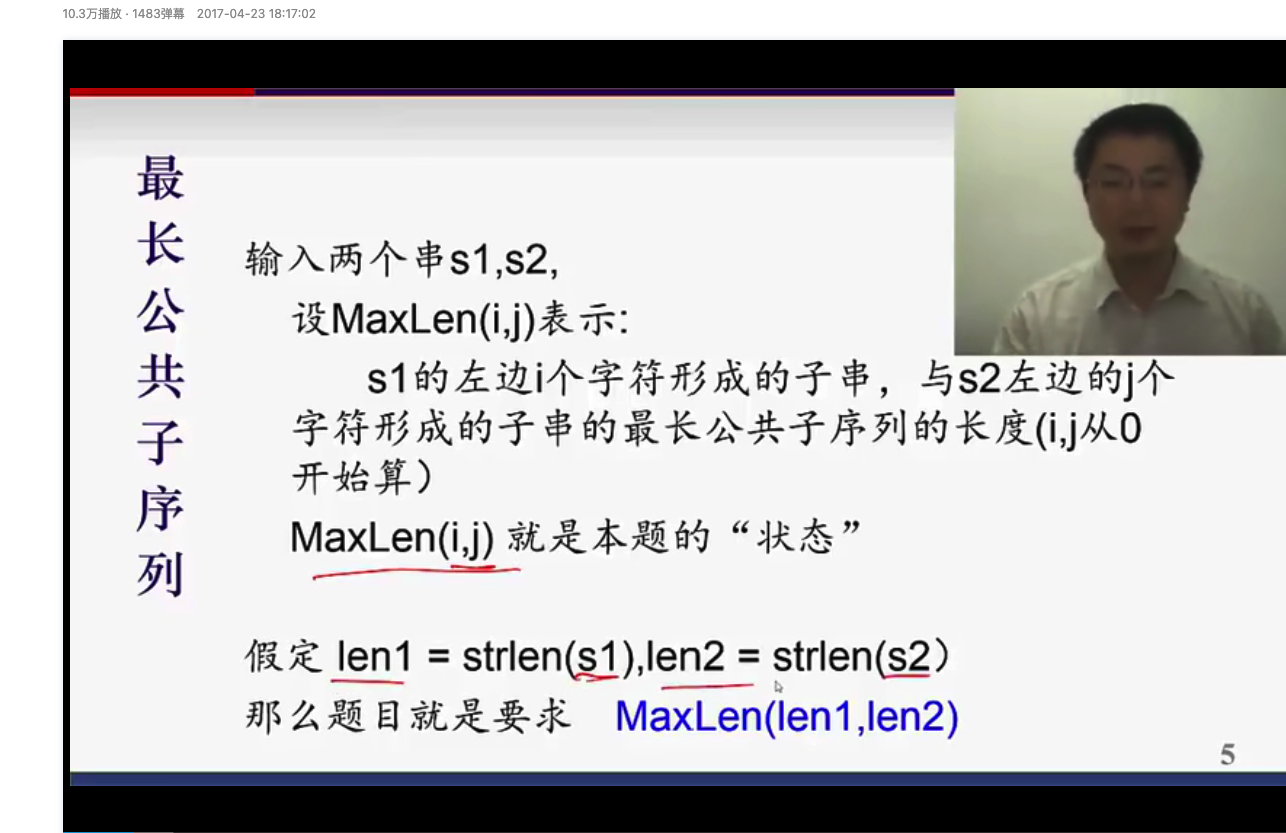 10.3万播放 · 1483弹幕 2017-04-23 18:17:02
最长公共子序列
输入两个串s1,s2,
设MaxLen(i,j)表示:
s1的左边i个字符形成的子串，与s2左边的j个
字符形成的子串的最长公共子序列的长度(i,j从0
开始算）
MaxLen(i,j) 就是本题的“状态”
假定 len1 = strlen(s1),len2 = strlen(s2）
那么题目就是要求 MaxLen(len1,len2)
5